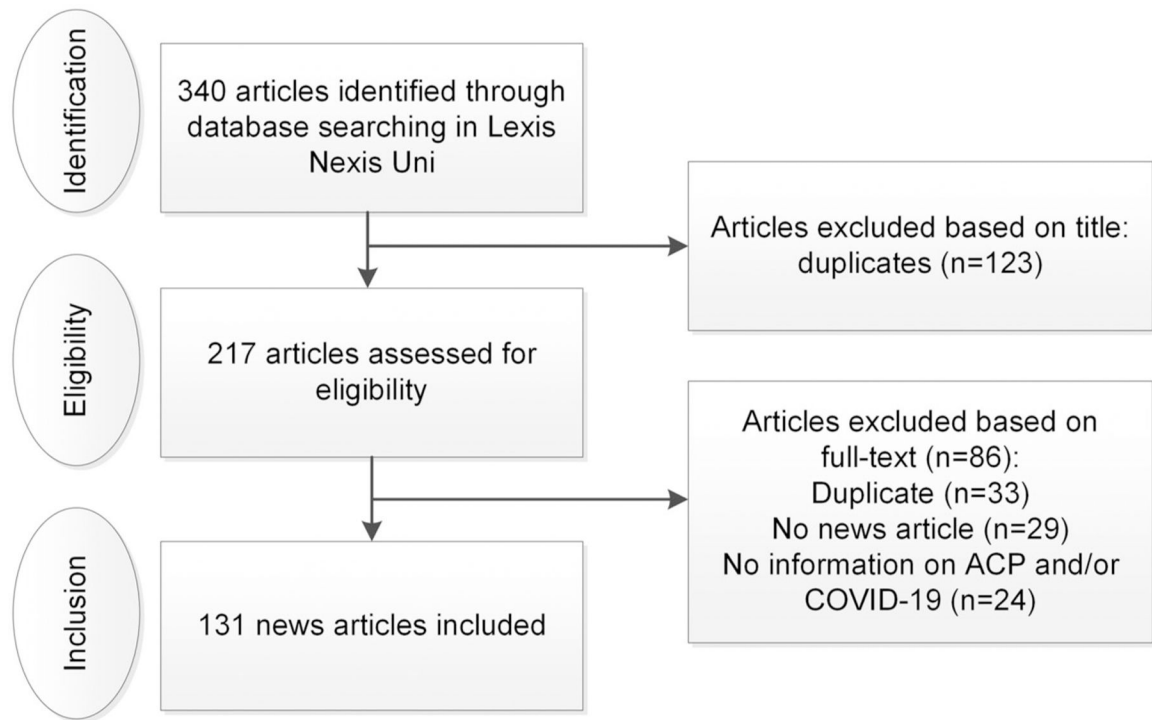 Identification
340 articles identified through
database searching in Lexis
Nexis Uni
Articles excluded based on title:
duplicates (n=123)
Eligibility
217 articles assessed for
eligibility
Articles excluded based on
full-text (n=86):
Duplicate (n=33)
No news article (n=29)
No information on ACP and/or
COVID-19 (n=24)
Inclusion
131 news articles included